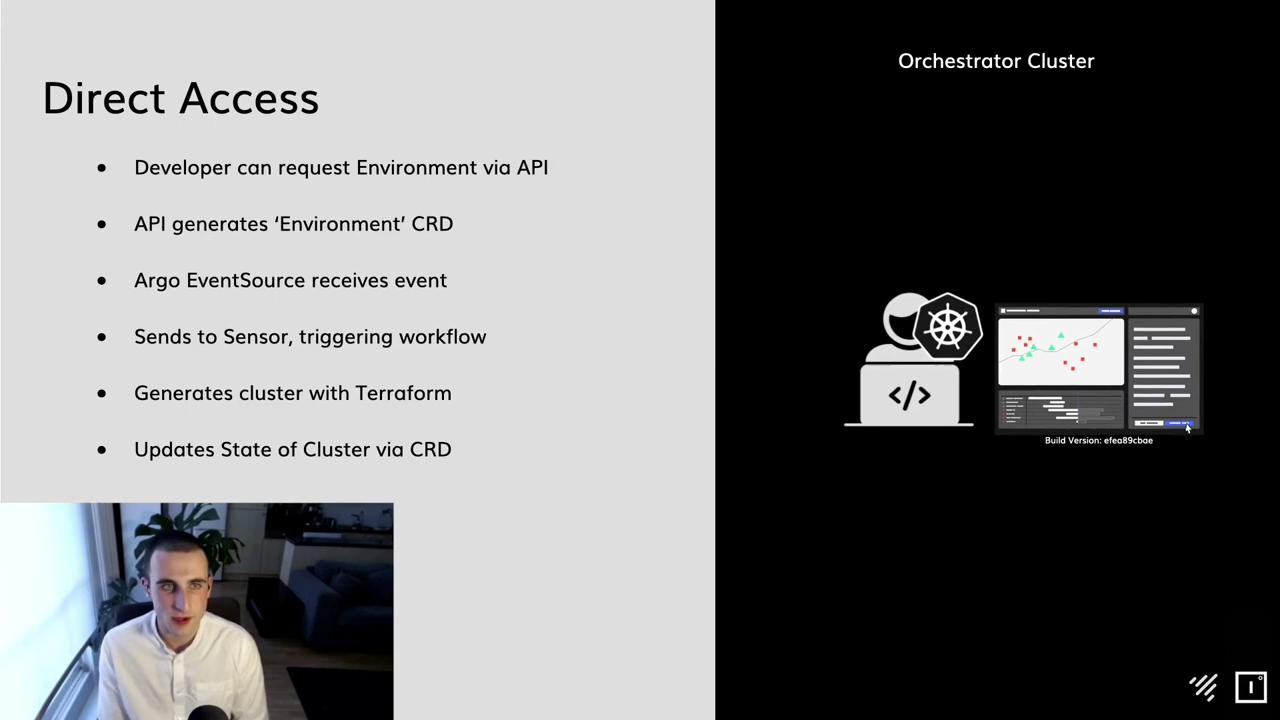 Direct Access
• Developer can request Environment via API
• API generates ‘Environment’ CRD
• Argo EventSource receives event
• Sends to Sensor, triggering workflow
• Generates cluster with Terraform
• Updates State of Cluster via CRD
Orchestrator Cluster
</>
Build Version: efea89cbae
I